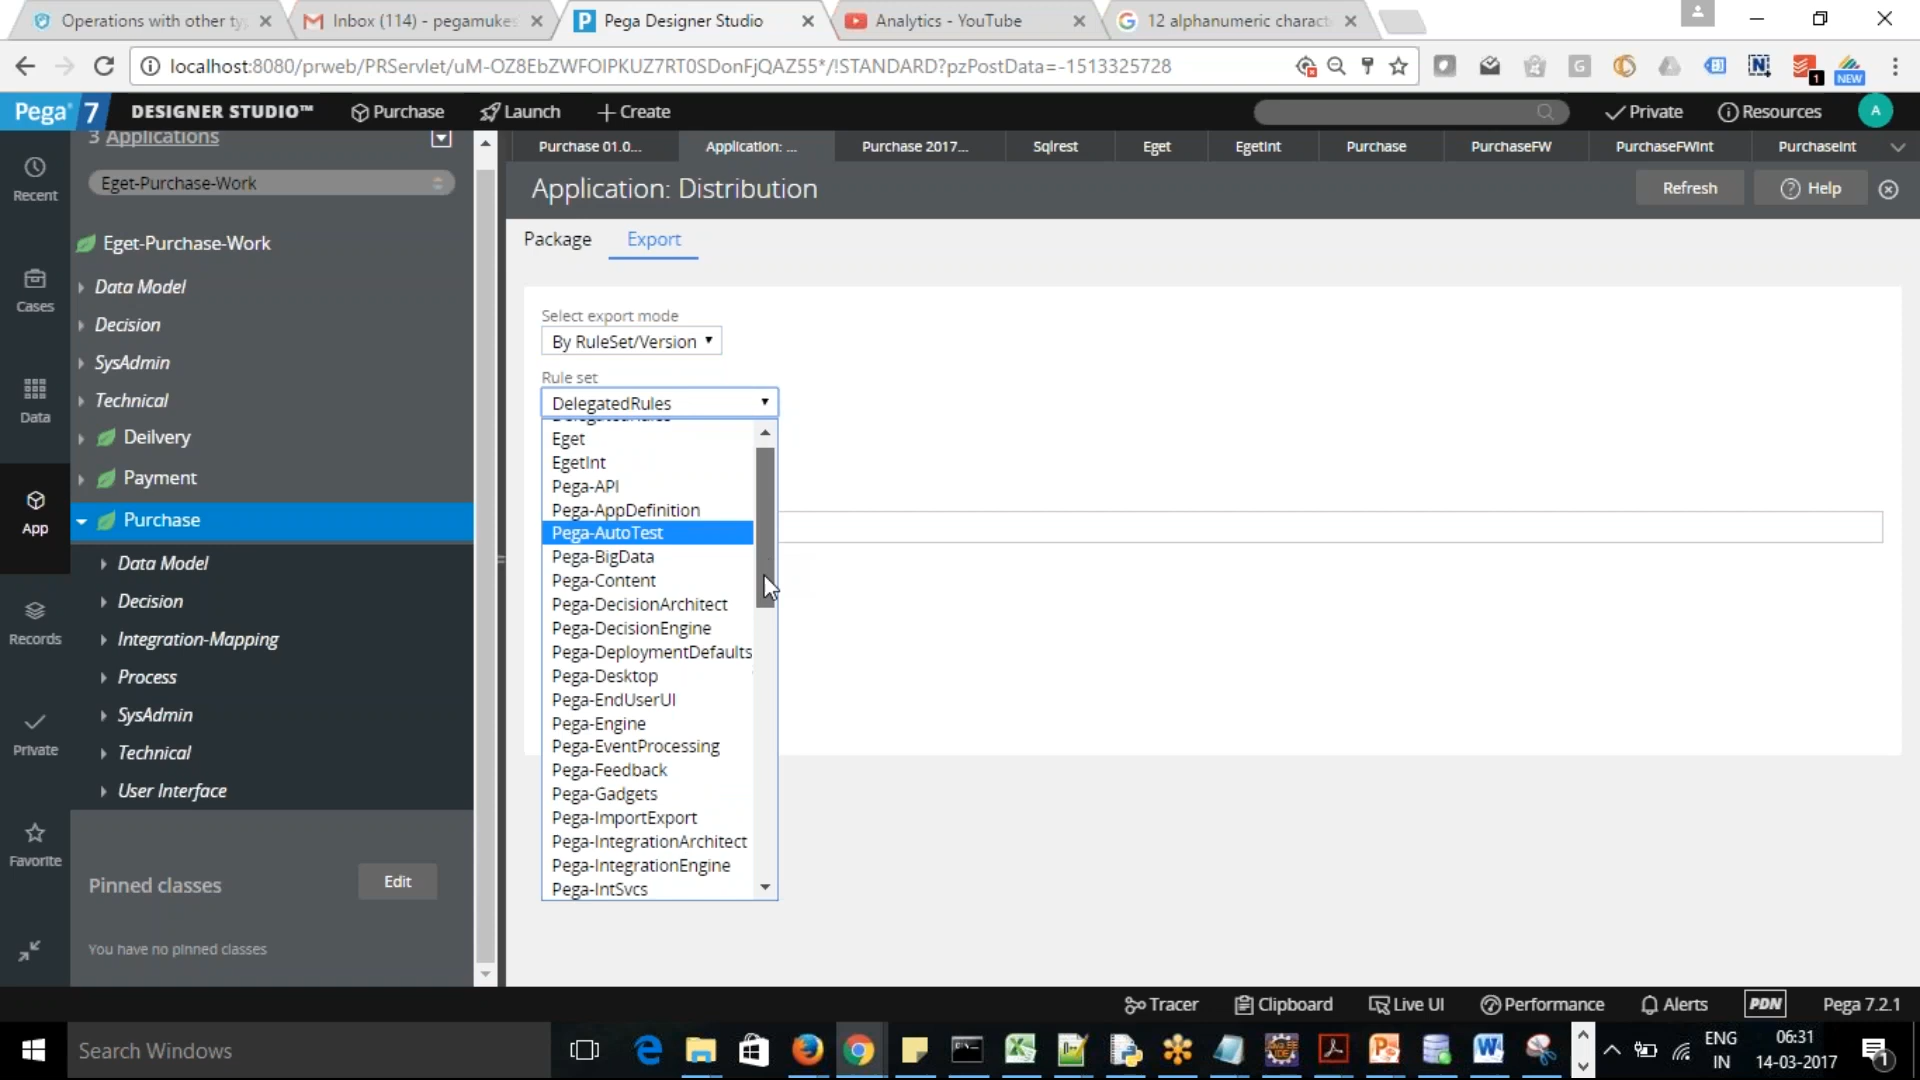 Operations with other ty
Inbox (114) - pegamukes
Pega Designer Studio
Analytics - YouTube
12 alphanumeric charact
localhost:8080/prweb/PRServlet/uM-OZ8EbZWFOIPKUZ7RT0SDonFjQAZ55*/!STANDARD?pzPostData=-1513325728
1
NEW
Pega 7
DESIGNER STUDIO™
Purchase
Launch
Create
Private
Resources
A
Recent
Cases
Data
App
Records
Private
Favorite
3 Applications
Eget-Purchase-Work
Eget-Purchase-Work
Data Model
Decision
SysAdmin
Technical
Deilvery
Payment
Purchase
Data Model
Decision
Integration-Mapping
Process
SysAdmin
Technical
User Interface
Pinned classes
Edit
You have no pinned classes
Purchase 01.0...
Application: ...
Purchase 2017...
Sqlrest
Eget
EgetInt
Purchase
PurchaseFW
PurchaseFWInt
PurchaseInt
Application: Distribution
Refresh
Help
Package
Export
Select export mode
By RuleSet/Version
Rule set
DelegatedRules
Eget
EgetInt
Pega-API
Pega-AppDefinition
Pega-AutoTest
Pega-BigData
Pega-Content
Pega-DecisionArchitect
Pega-DecisionEngine
Pega-DeploymentDefaults
Pega-Desktop
Pega-EndUserUI
Pega-Engine
Pega-EventProcessing
Pega-Feedback
Pega-Gadgets
Pega-ImportExport
Pega-IntegrationArchitect
Pega-IntegrationEngine
Pega-IntSvcs
Tracer
Clipboard
Live UI
Performance
Alerts
PDN
Pega 7.2.1
Search Windows
ENG
IN
06:31
14-03-2017
1